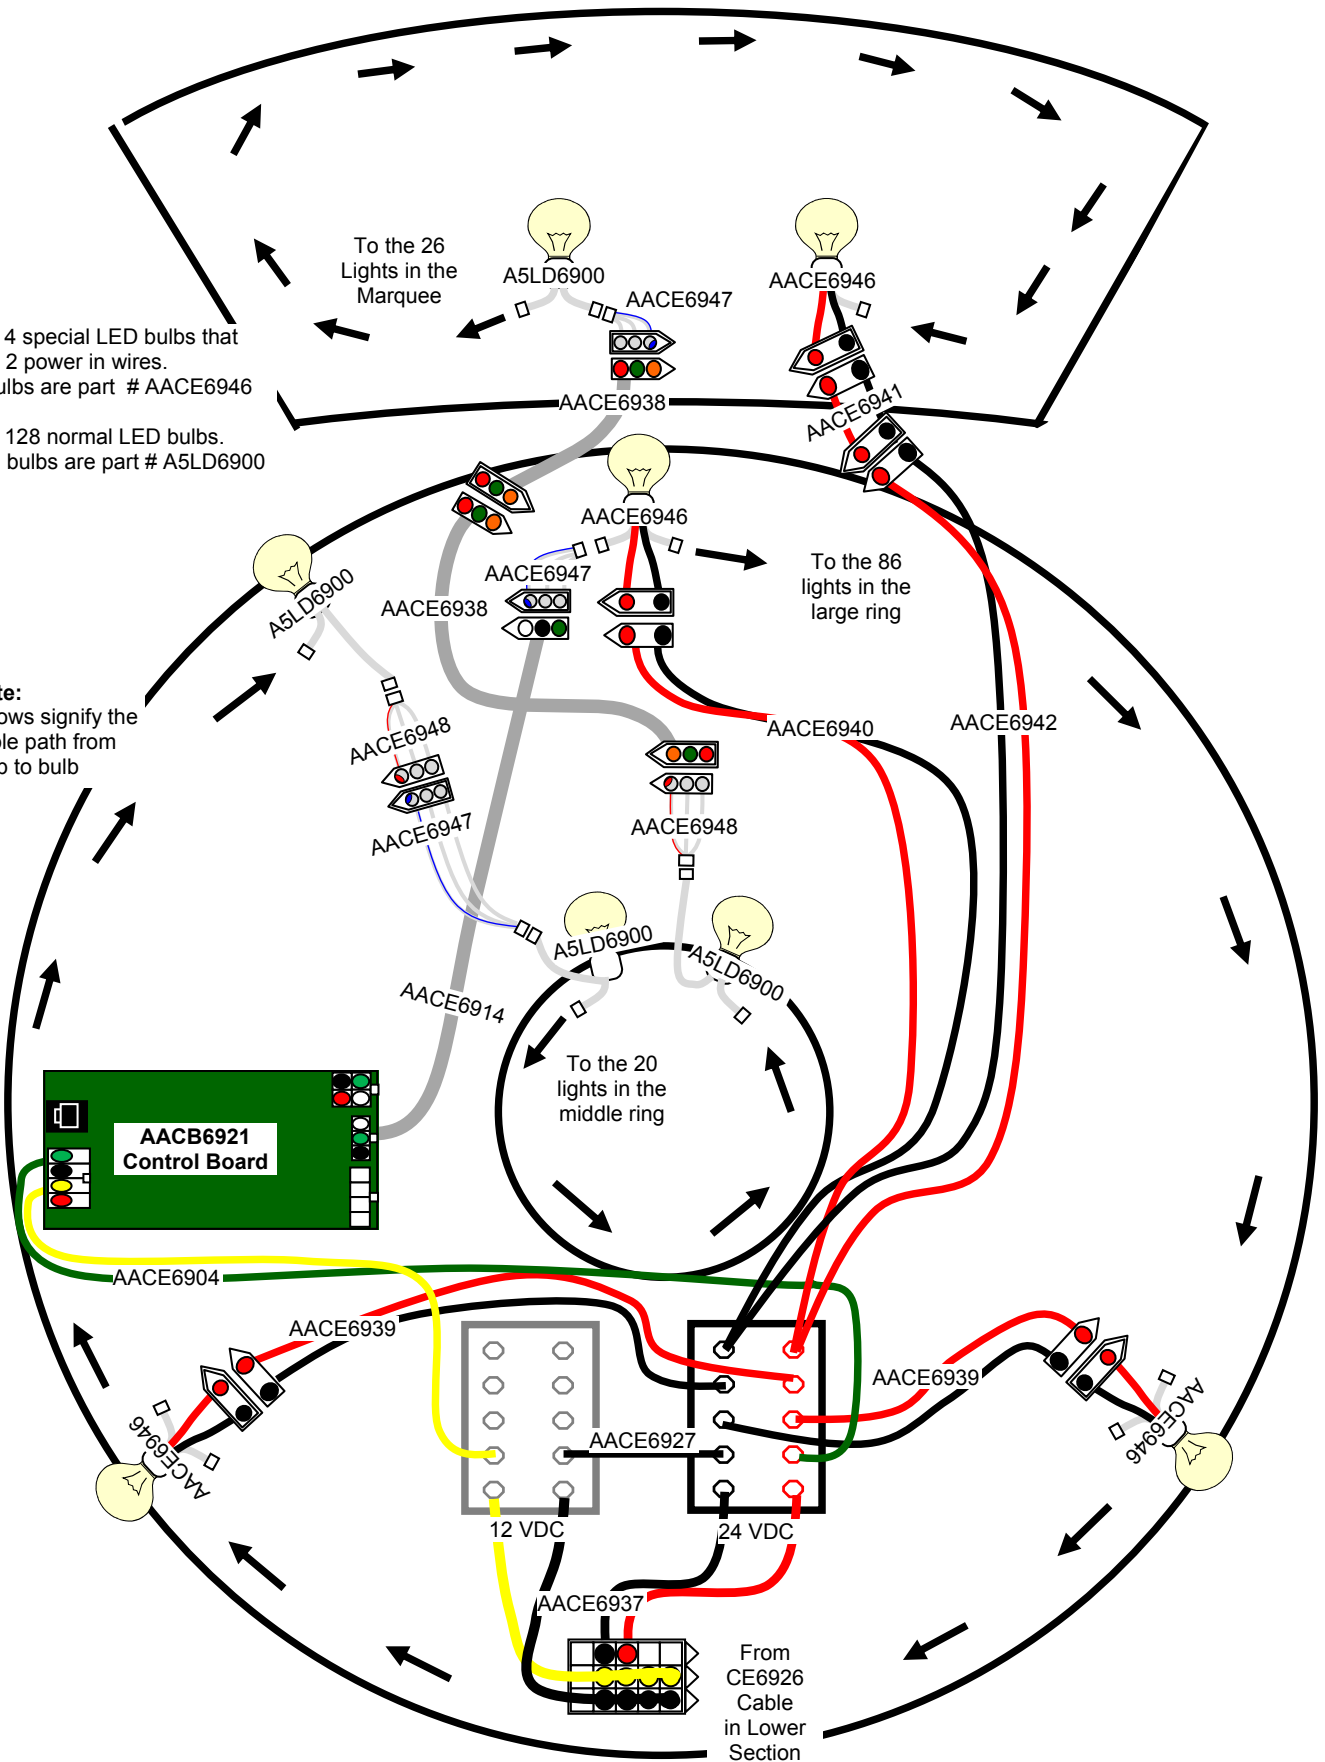 To the 26
Lights in the
Marquee
A5LD6900
AACE6947
AACE6946
4 special LED bulbs that
2 power in wires.
ulbs are part # AACE6946
128 normal LED bulbs.
bulbs are part # A5LD6900
AACE6938
AACE6941
AACE6946
A5LD6900
AACE6947
AACE6938
To the 86
lights in the
large ring
te:
ows signify the
le path from
to bulb
AACE6948
AACE6947
AACE6940
AACE6942
AACE6948
A5LD6900
A5LD6900
AACE6914
To the 20
lights in the
middle ring
AACB6921
Control Board
AACE6904
AACE6939
AACE6939
AACE6946
AACE6946
AACE6927
12 VDC
24 VDC
AACE6937
From
CE6926
Cable
in Lower
Section